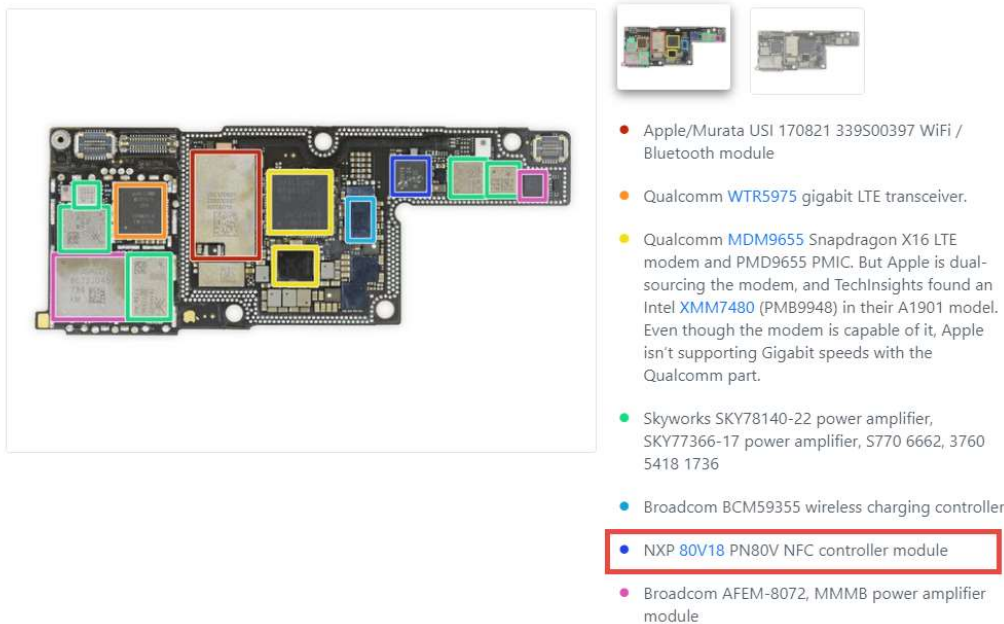 Apple/Murata USI 170821 339S00397 WiFi /
Bluetooth module
Qualcomm WTR5975 gigabit LTE transceiver.
Qualcomm MDM9655 Snapdragon X16 LTE
modem and PMD9655 PMIC. But Apple is dual-
sourcing the modem, and TechInsights found an
Intel XMM7480 (PMB9948) in their A1901 model.
Even though the modem is capable of it, Apple
isn't supporting Gigabit speeds with the
Qualcomm part.
Skyworks SKY78140-22 power amplifier,
SKY77366-17 power amplifier, S770 6662, 3760
5418 1736
Broadcom BCM59355 wireless charging controller
NXP 80V18 PN80V NFC controller module
Broadcom AFEM-8072, MMMB power amplifier
module